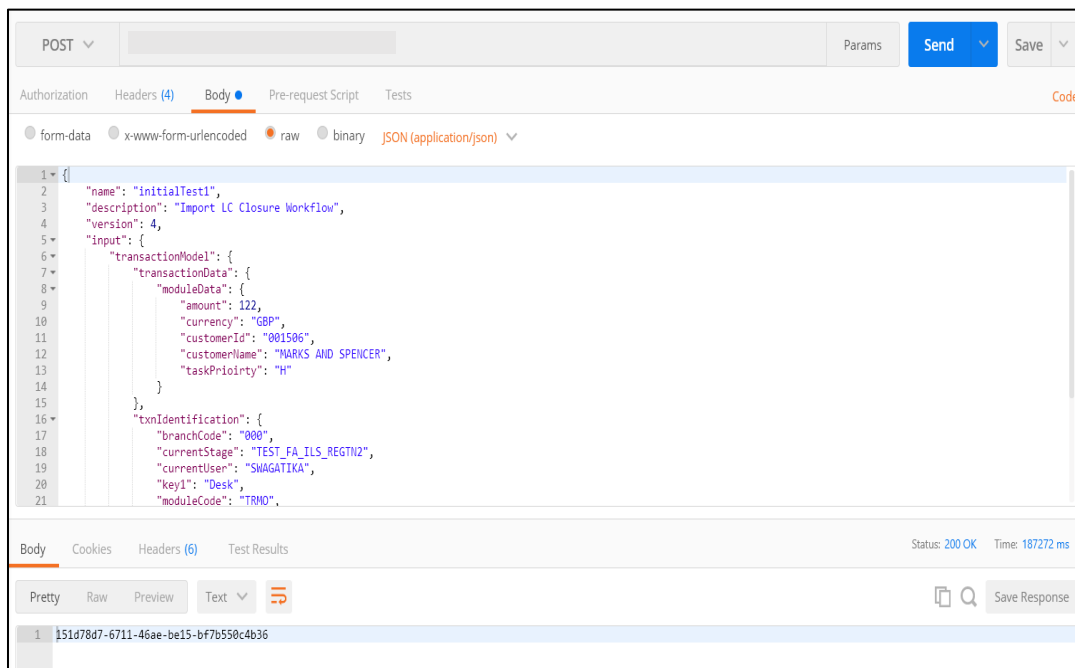 POST Params Send Save
Authorization Headers (4) Body Pre-request Script Tests Code
form-data x-www-form-urlencoded raw binary JSON (application/json)
1 {
2 "name": "initialTest1",
3 "description": "Import LC Closure Workflow",
4 "version": 4,
5 "input": {
6 "transactionModel": {
7 "transactionData": {
8 "moduleData": {
9 "amount": 122,
10 "currency": "GBP",
11 "customerId": "001506",
12 "customerName": "MARKS AND SPENCER",
13 "taskPrioirty": "H"
14 }
15 },
16 "txnIdentification": {
17 "branchCode": "000",
18 "currentStage": "TEST_FA_ILS_REGTN2",
19 "currentUser": "SWAGATIKA",
20 "key1": "Desk",
21 "moduleCode": "TRMO",
Body Cookies Headers (6) Test Results Status: 200 OK Time: 187272 ms
Pretty Raw Preview Text Save Response
1 151d78d7-6711-46ae-be15-bf7b550c4b36